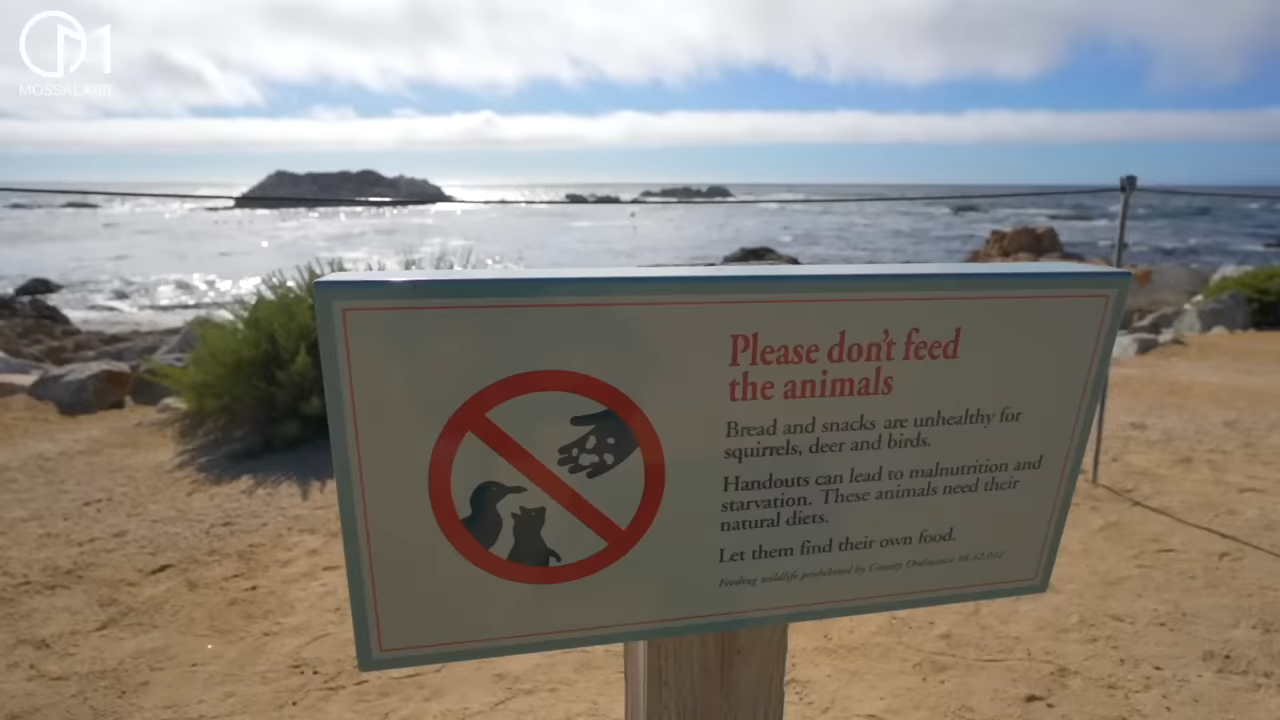 MOSSALAND
Please don't feed
the animals
Bread and snacks are unhealthy for
squirrels, deer and birds.
Handouts can lead to malnutrition and
starvation. These animals need their
natural diets.
Let them find their own food.
Feeding wildlife prohibited by County Ordinance